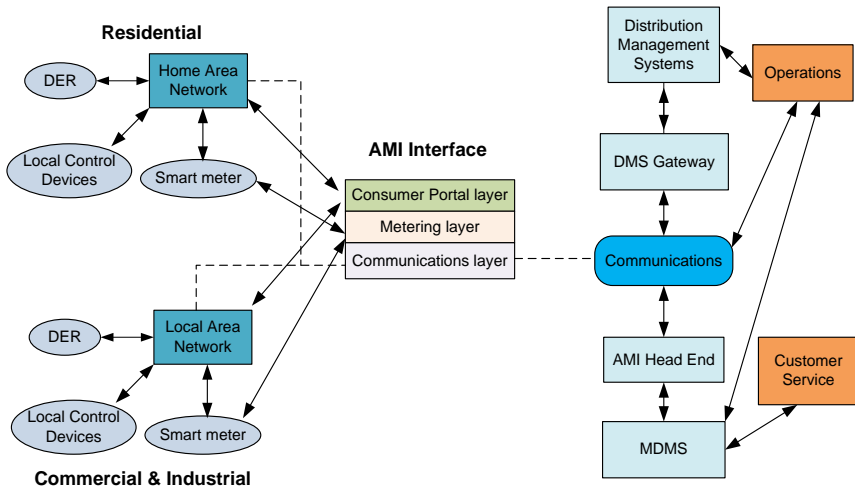 Residential
DER
Home Area
Network
Local Control
Devices
Smart meter
AMI Interface
Consumer Portal layer
Metering layer
Communications layer
DER
Local Area
Network
Local Control
Devices
Smart meter
Commercial & Industrial
Distribution
Management
Systems
Operations
DMS Gateway
Communications
AMI Head End
Customer
Service
MDMS